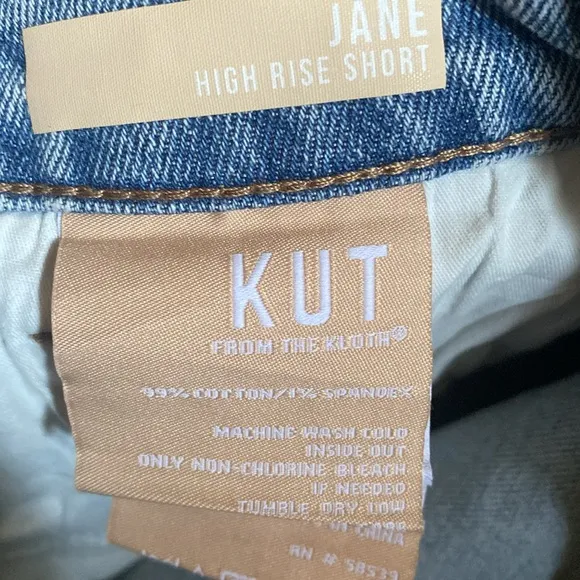 JANE
HIGH RISE SHORT
KUT
FROM THE KLOTH®
99% COTTON/1% SPANDEX
MACHINE WASH COLD
INSIDE OUT
ONLY NON-CHLORINE BLEACH
IF NEEDED
TUMBLE DRY LOW
CHINA
RN # 58539